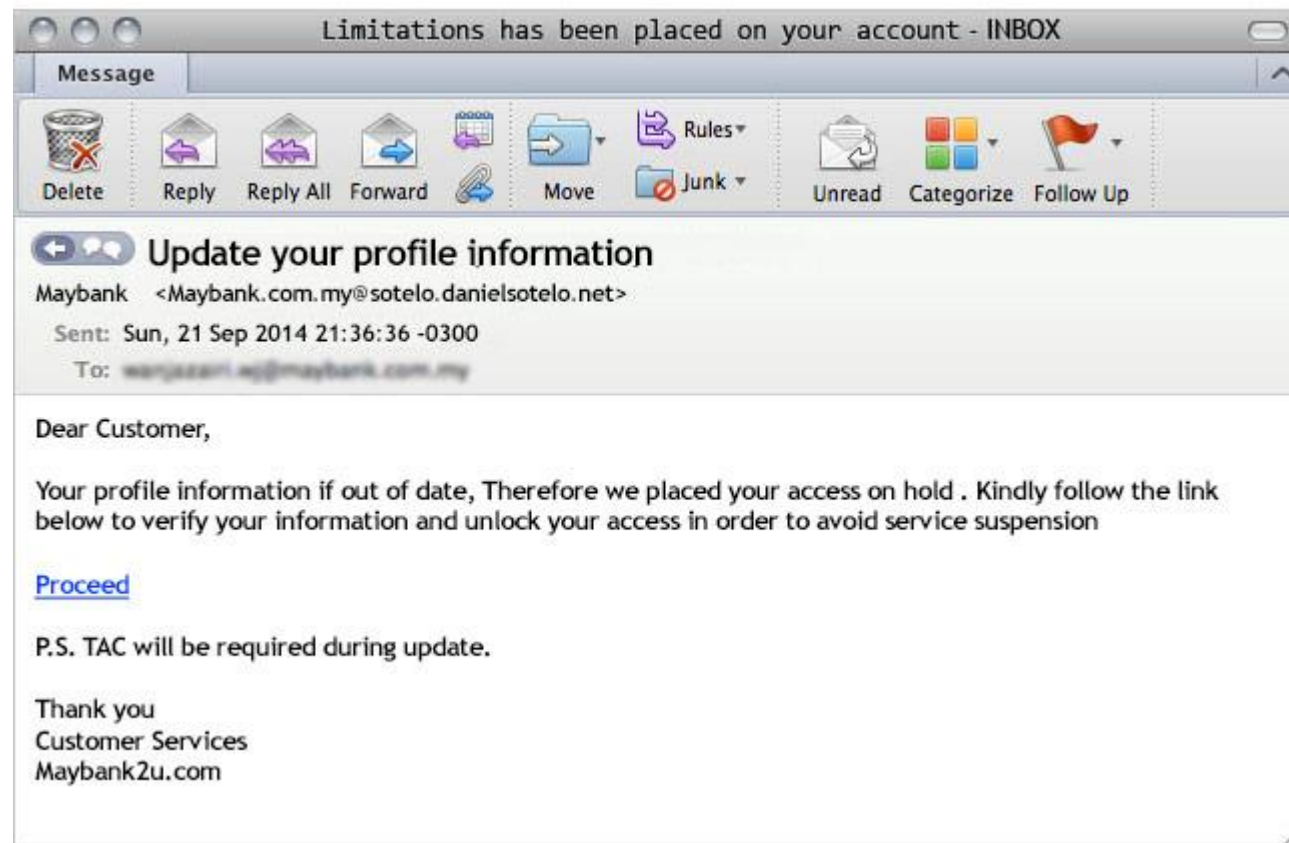 Limitations has been placed on your account - INBOX
Message
Delete
Reply
Reply All
Forward
Move
Rules
Junk
Unread
Categorize
Follow Up
Update your profile information
Maybank <Maybank.com.my@sotelo.danielsotelo.net>
Sent: Sun, 21 Sep 2014 21:36:36 -0300
To:
Dear Customer,
Your profile information if out of date, Therefore we placed your access on hold . Kindly follow the link
below to verify your information and unlock your access in order to avoid service suspension
Proceed
P.S. TAC will be required during update.
Thank you
Customer Services
Maybank2u.com